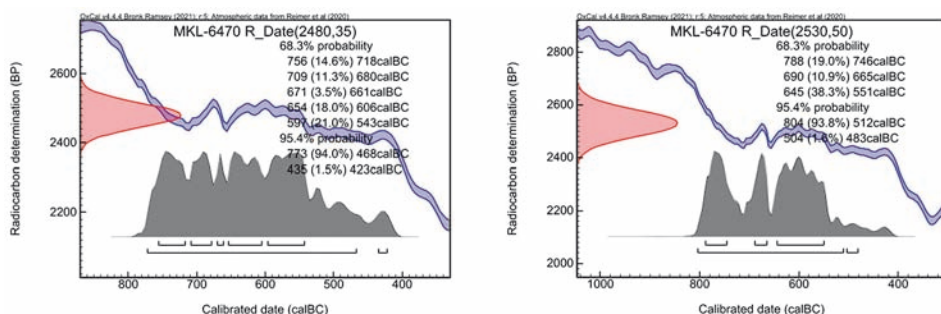 OxCal v4.4.4 Bronk Ramsey (2021); r:5; Atmospheric data from Reimer et al (2020)
MKL-6470 R_Date(2480,35)
68.3% probability
756 (14.6%) 718calBC
709 (11.3%) 680calBC
671 (3.5%) 661calBC
654 (18.0%) 606calBC
597 (21.0%) 543calBC
95.4% probability
773 (94.0%) 468calBC
435 (1.5%) 423calBC
Radiocarbon determination (BP)
2600
2400
2200
800
700
600
500
400
Calibrated date (calBC)
OxCal v4.4.4 Bronk Ramsey (2021); r:5; Atmospheric data from Reimer et al (2020)
MKL-6470 R_Date(2530,50)
68.3% probability
788 (19.0%) 746calBC
690 (10.9%) 665calBC
645 (38.3%) 551calBC
95.4% probability
804 (93.8%) 512calBC
504 (1.6%) 483calBC
Radiocarbon determination (BP)
2800
2600
2400
2200
2000
1000
800
600
400
Calibrated date (calBC)